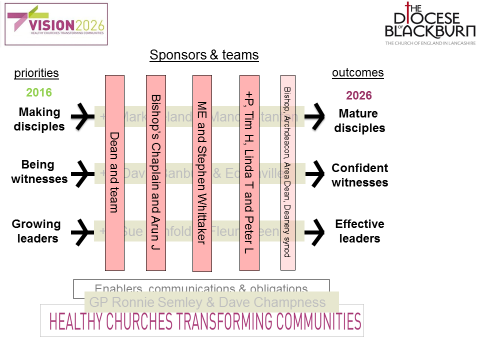 VISION2026
HEALTHY CHURCHES TRANSFORMING COMMUNITIES
THE
DIOCESE
OF
BLACKBURN
THE CHURCH OF ENGLAND IN LANCASHIRE
Sponsors & teams
priorities
outcomes
2016
2026
Making
disciples
Being
witnesses
Growing
leaders
Dean and team
Bishop's Chaplain and Arun J
ME and Stephen Whittaker
+P, Tim H, Linda T and Peter L
Bishop, Archdeacon, Area Dean, Deanery synod
Mature
disciples
Confident
witnesses
Effective
leaders
Enablers, communications & obligations
GP Ronnie Semley & Dave Champness
HEALTHY CHURCHES TRANSFORMING COMMUNITIES